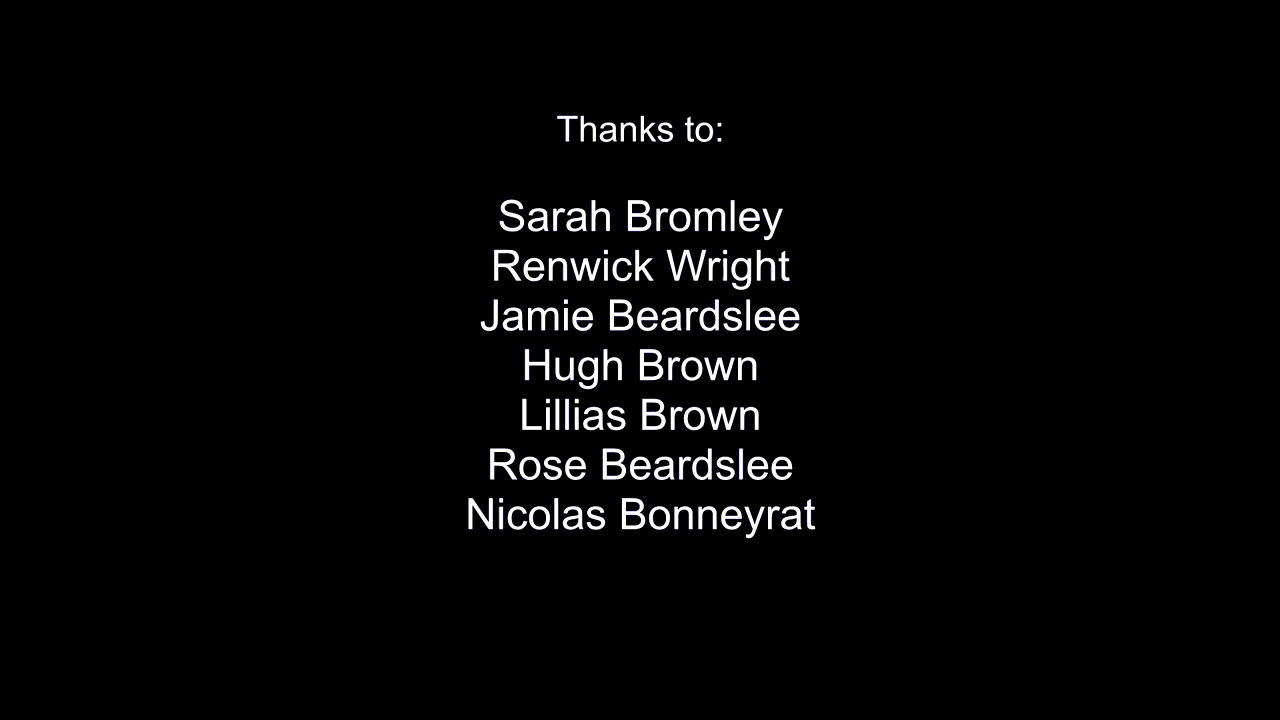 Thanks to:
Sarah Bromley
Renwick Wright
Jamie Beardslee
Hugh Brown
Lillias Brown
Rose Beardslee
Nicolas Bonneyrat